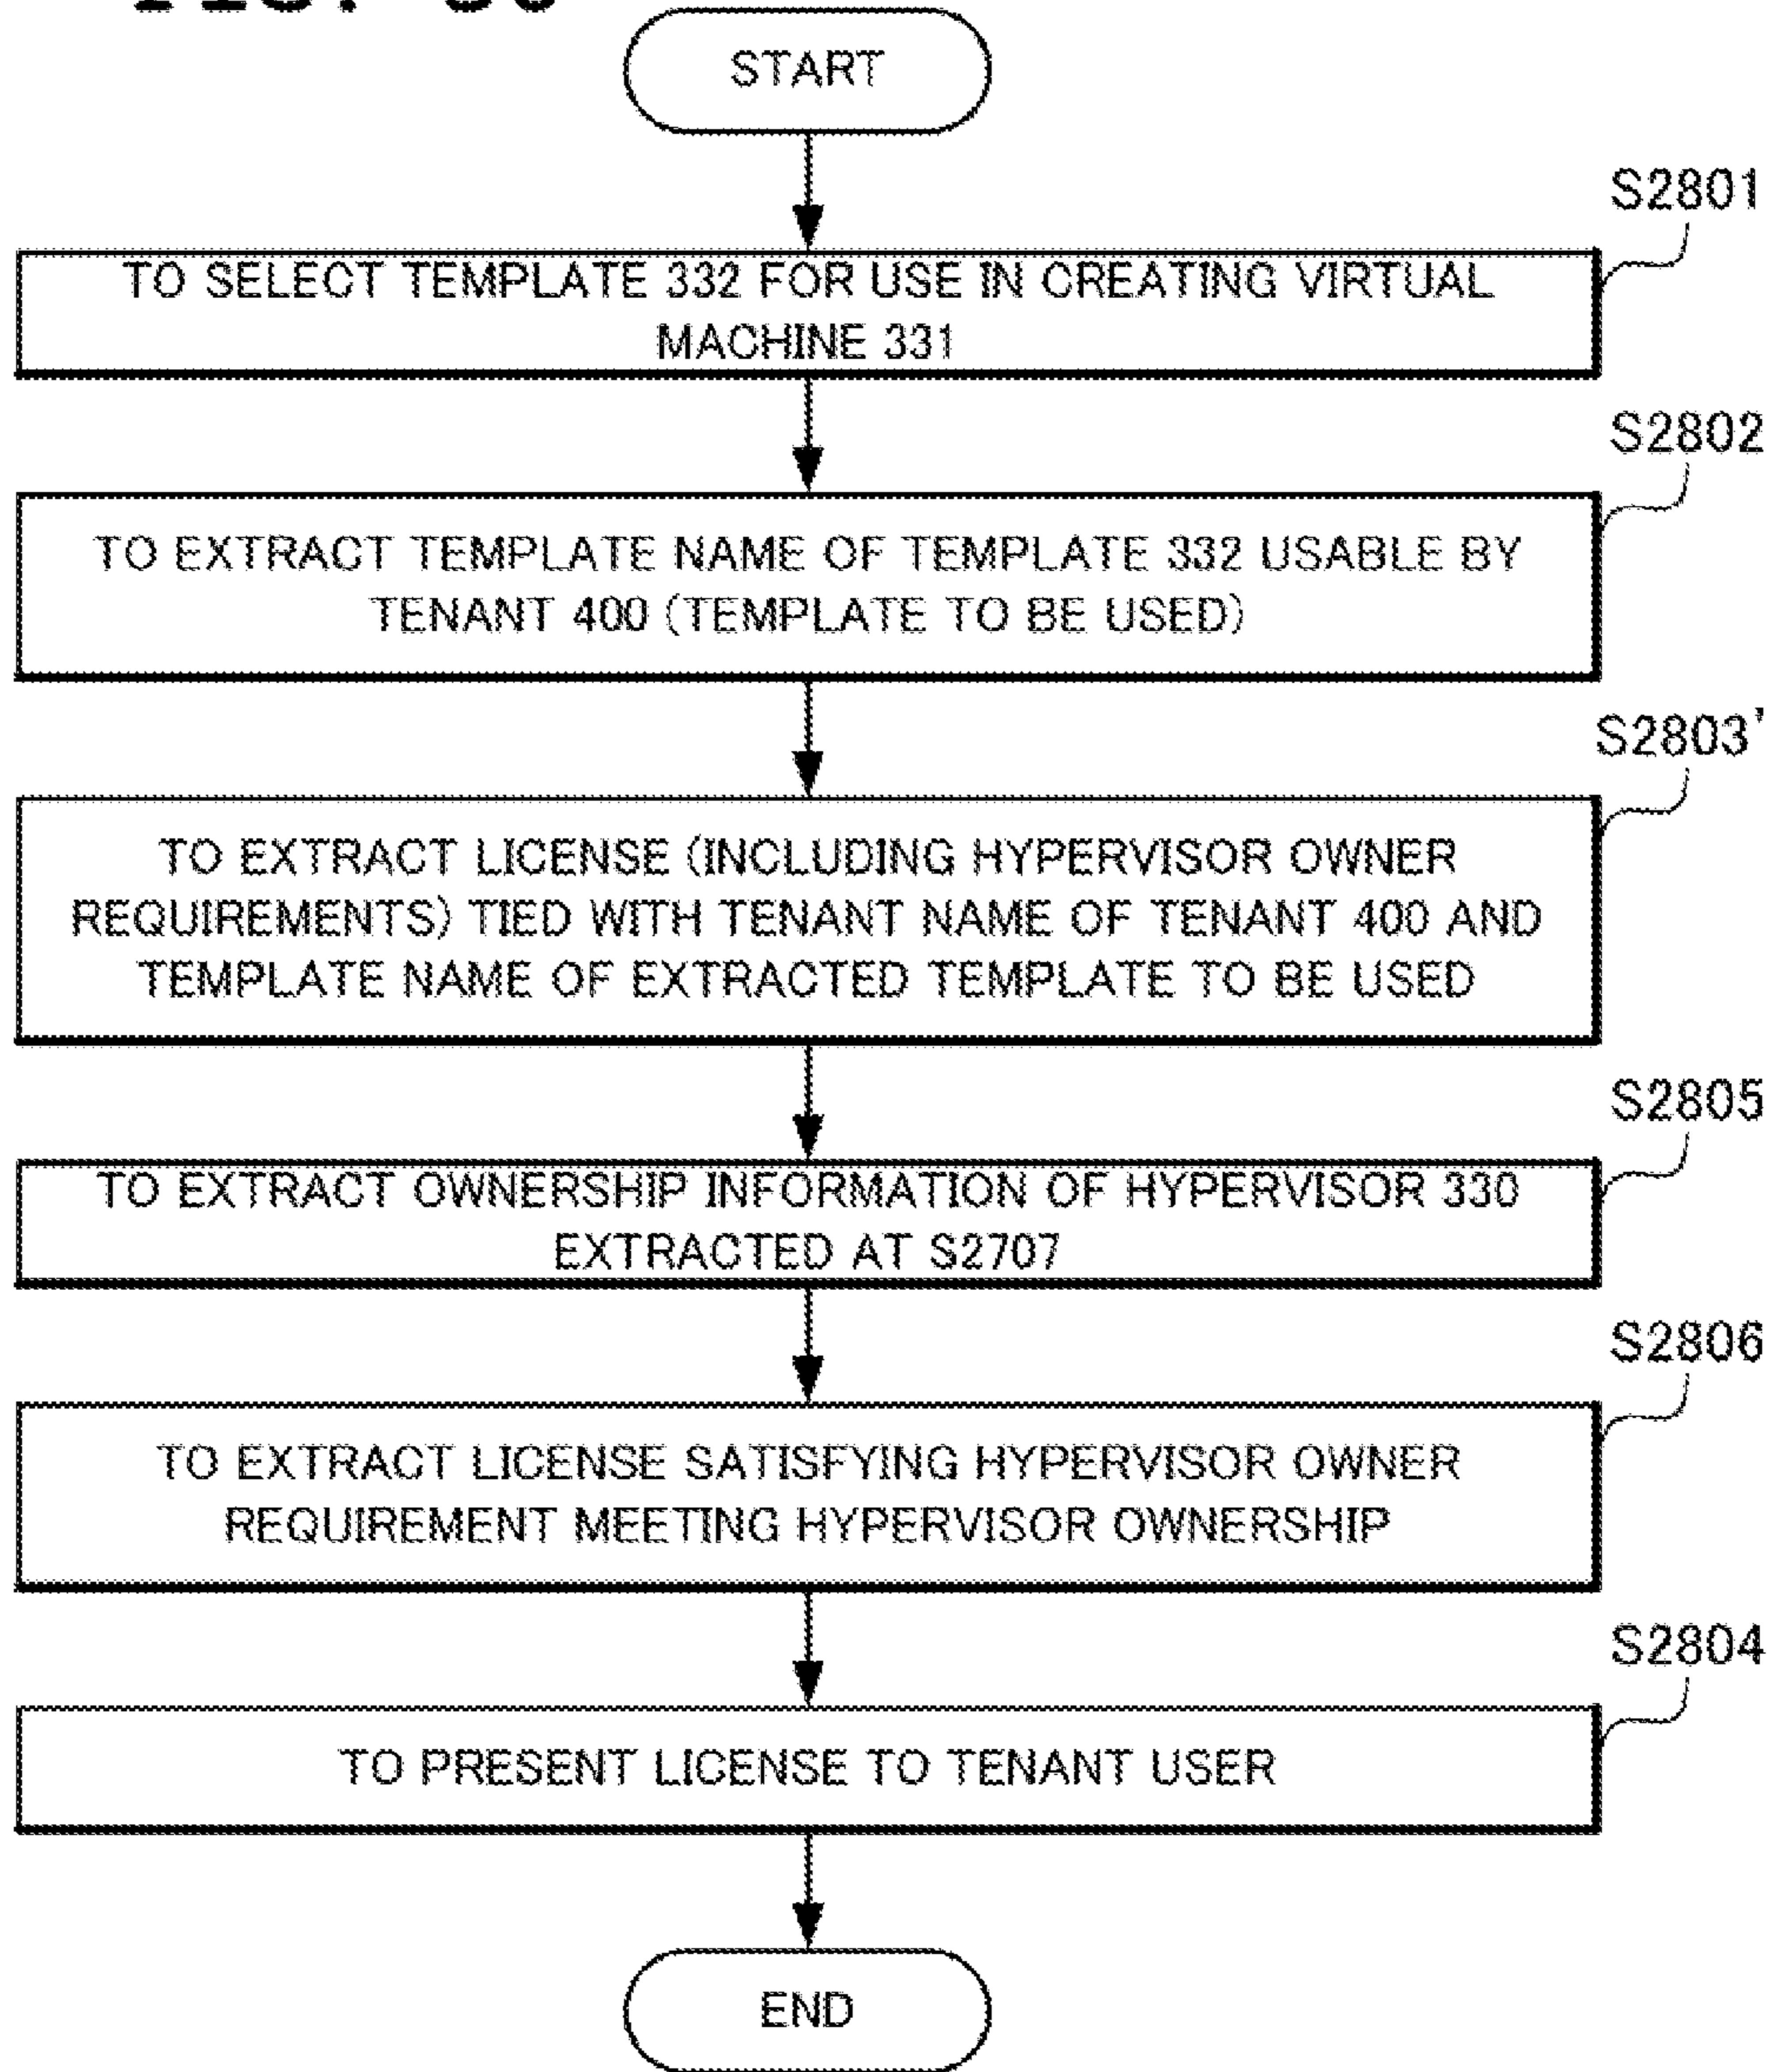 START
S2801
TO SELECT TEMPLATE 332 FOR USE IN CREATING VIRTUAL
MACHINE 331
S2802
TO EXTRACT TEMPLATE NAME OF TEMPLATE 332 USABLE BY
TENANT 400 (TEMPLATE TO BE USED)
S2803'
TO EXTRACT LICENSE (INCLUDING HYPERVISOR OWNER
REQUIREMENTS) TIED WITH TENANT NAME OF TENANT 400 AND
TEMPLATE NAME OF EXTRACTED TEMPLATE TO BE USED
S2805
TO EXTRACT OWNERSHIP INFORMATION OF HYPERVISOR 330
EXTRACTED AT S2707
S2806
TO EXTRACT LICENSE SATISFYING HYPERVISOR OWNER
REQUIREMENT MEETING HYPERVISOR OWNERSHIP
S2804
TO PRESENT LICENSE TO TENANT USER
END